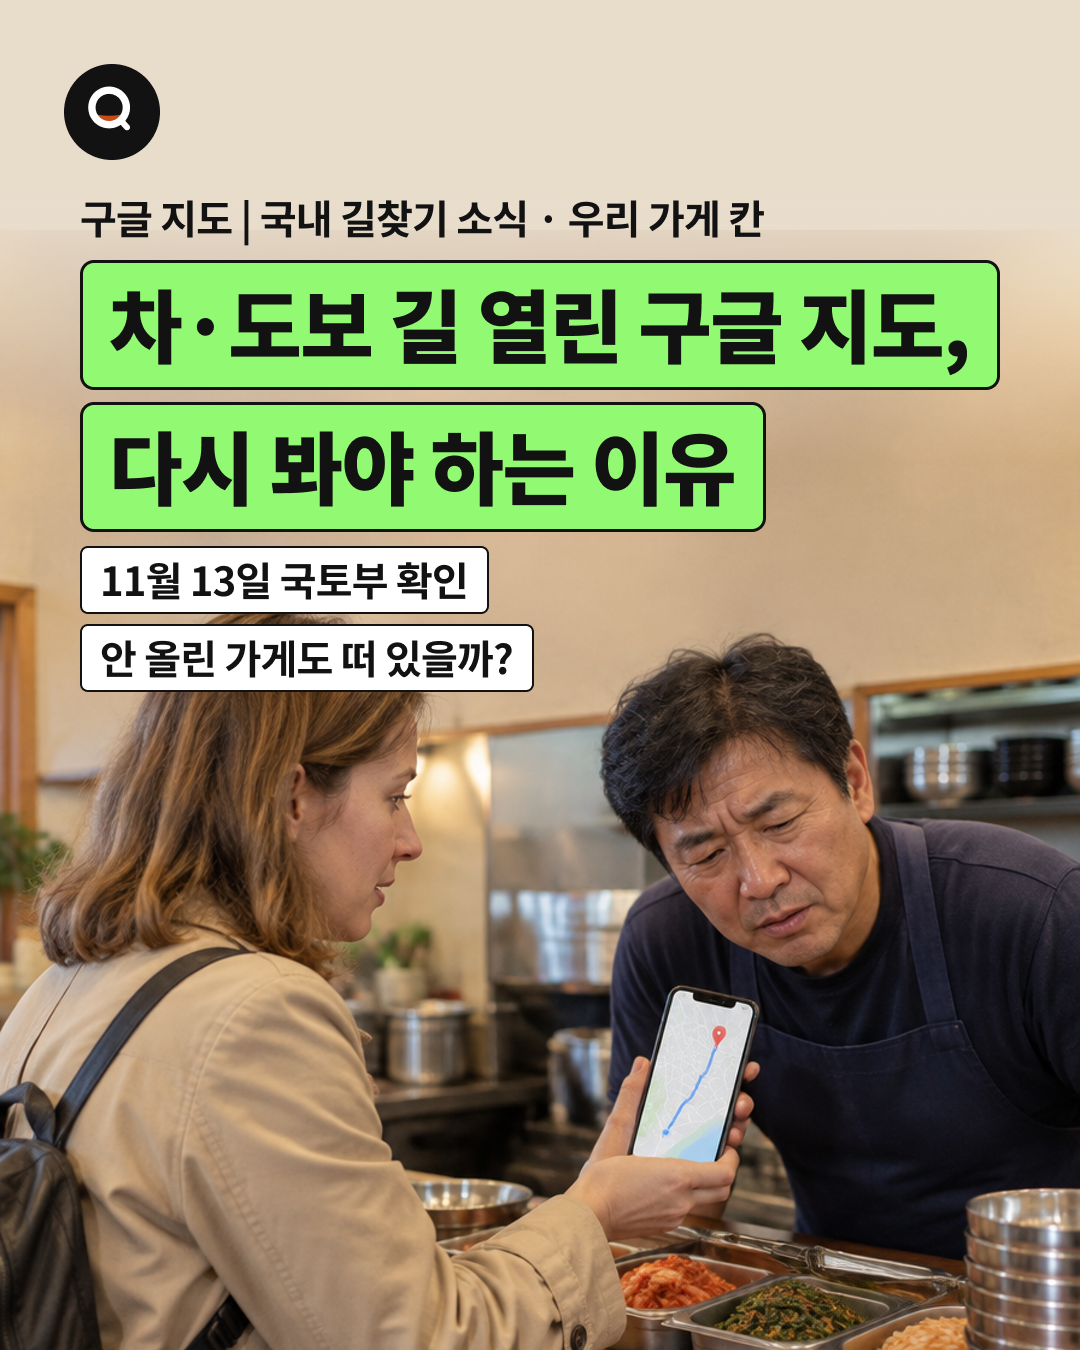 구글 지도 | 국내 길찾기 소식 · 우리 가게 칸
차·도보 길 열린 구글 지도,
다시 봐야 하는 이유
11월 13일 국토부 확인
안 올린 가게도 떠 있을까?